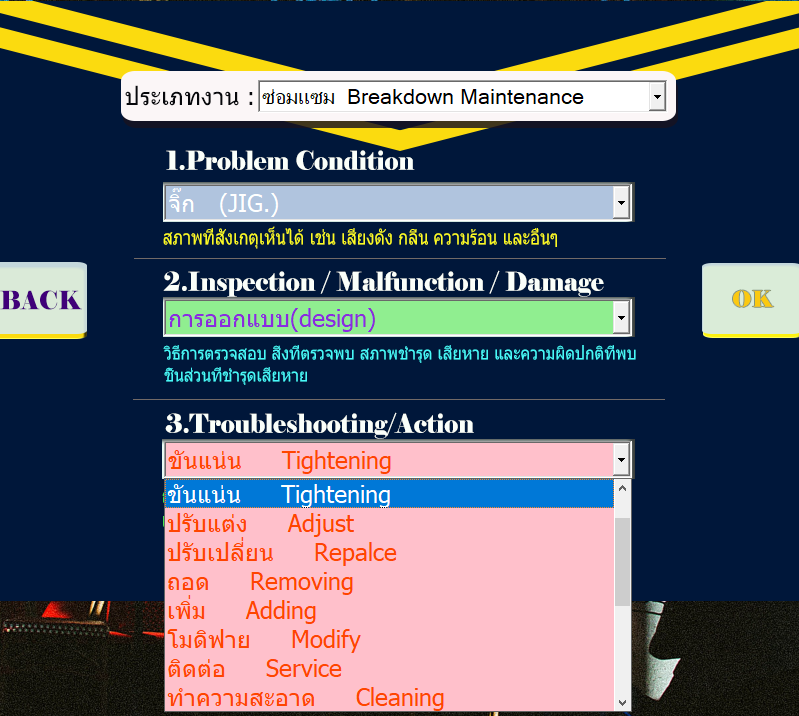 ประเภทงาน : ซ่อมแซม Breakdown Maintenance
1.Problem Condition
จิ๊ก (JIG.)
สภาพที่สังเกตุเห็นได้ เช่น เสียงดัง กลิ่น ความร้อน และอื่นๆ
2.Inspection / Malfunction / Damage
BACK
OK
การออกแบบ(design)
วิธีการตรวจสอบ สิ่งที่ตรวจพบ สภาพชำรุด เสียหาย และความผิดปกติที่พบ
ชิ้นส่วนที่ชำรุดเสียหาย
3.Troubleshooting/Action
ขันแน่น Tightening
ขันแน่น Tightening
ปรับแต่ง Adjust
ปรับเปลี่ยน Repalce
ถอด Removing
เพิ่ม Adding
โมดิฟาย Modify
ติดต่อ Service
ทำความสะอาด Cleaning